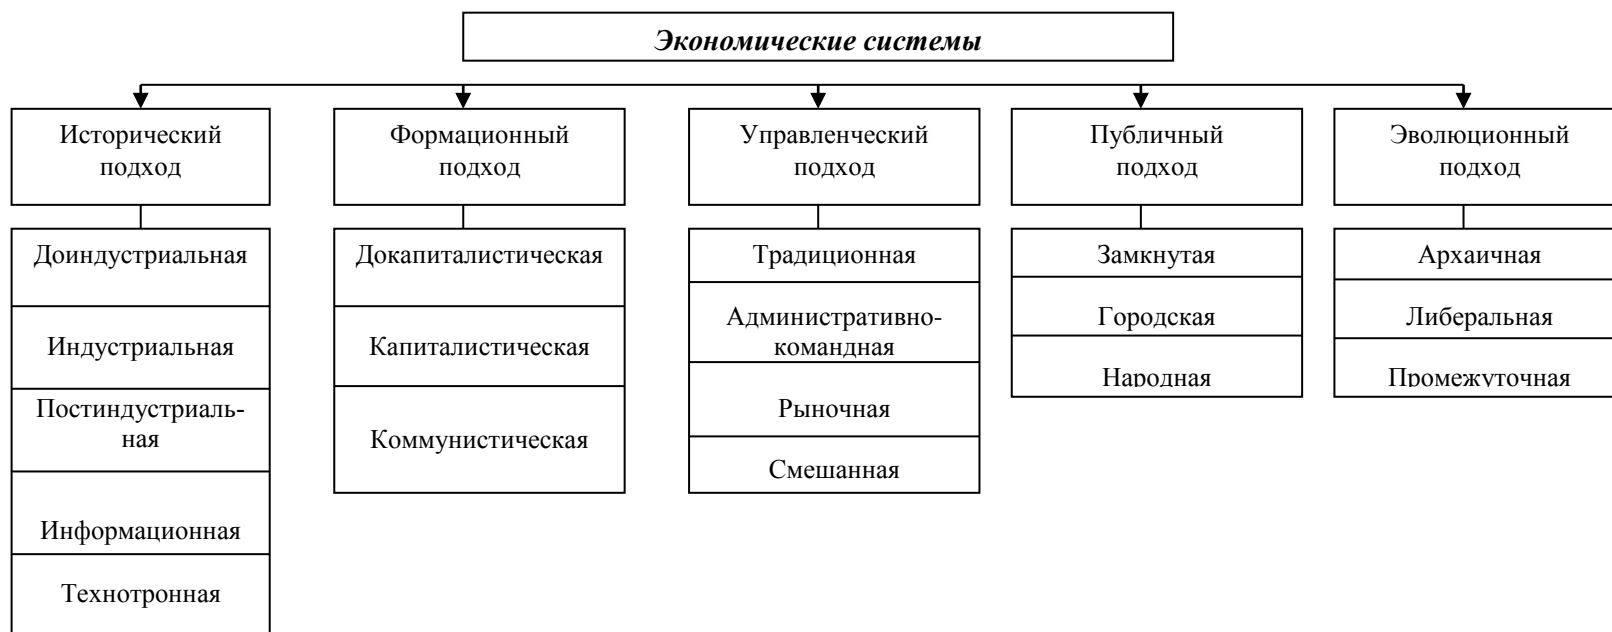 Экономические системы
Исторический
подход
Формационный
подход
Управленческий
подход
Публичный
подход
Эволюционный
подход
Доиндустриальная
Индустриальная
Постиндустриаль-
ная
Информационная
Технотронная
Докапиталистическая
Капиталистическая
Коммунистическая
Традиционная
Административно-
командная
Рыночная
Смешанная
Замкнутая
Городская
Народная
Архаичная
Либеральная
Промежуточная